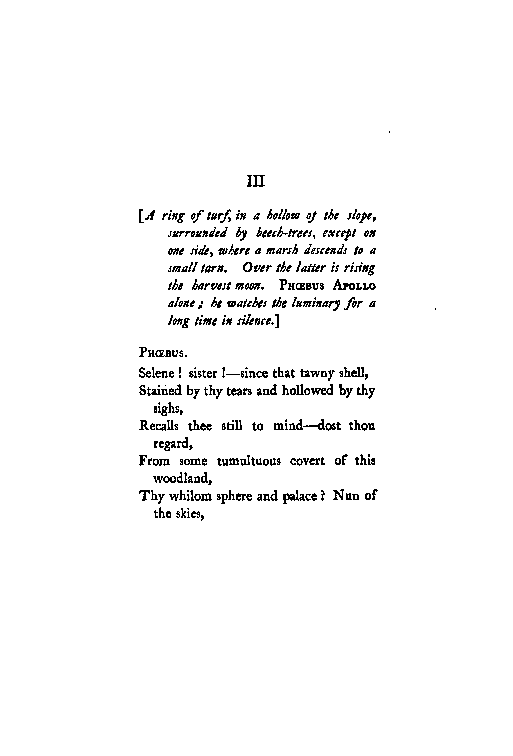 III
[A ring of turf, in a hollow of the slope,
surrounded by beech-trees, except on
one side, where a marsh descends to a
small tarn. Over the latter is rising
the harvest moon. PHŒBUS APOLLO
alone; he watches the luminary for a
long time in silence.]
PHŒBUS.
Selene! sister!—since that tawny shell,
Stained by thy tears and hollowed by thy
sighs,
Recalls thee still to mind—dost thou
regard,
From some tumultuous covert of this
woodland,
Thy whilom sphere and palace? Nun of
the skies,